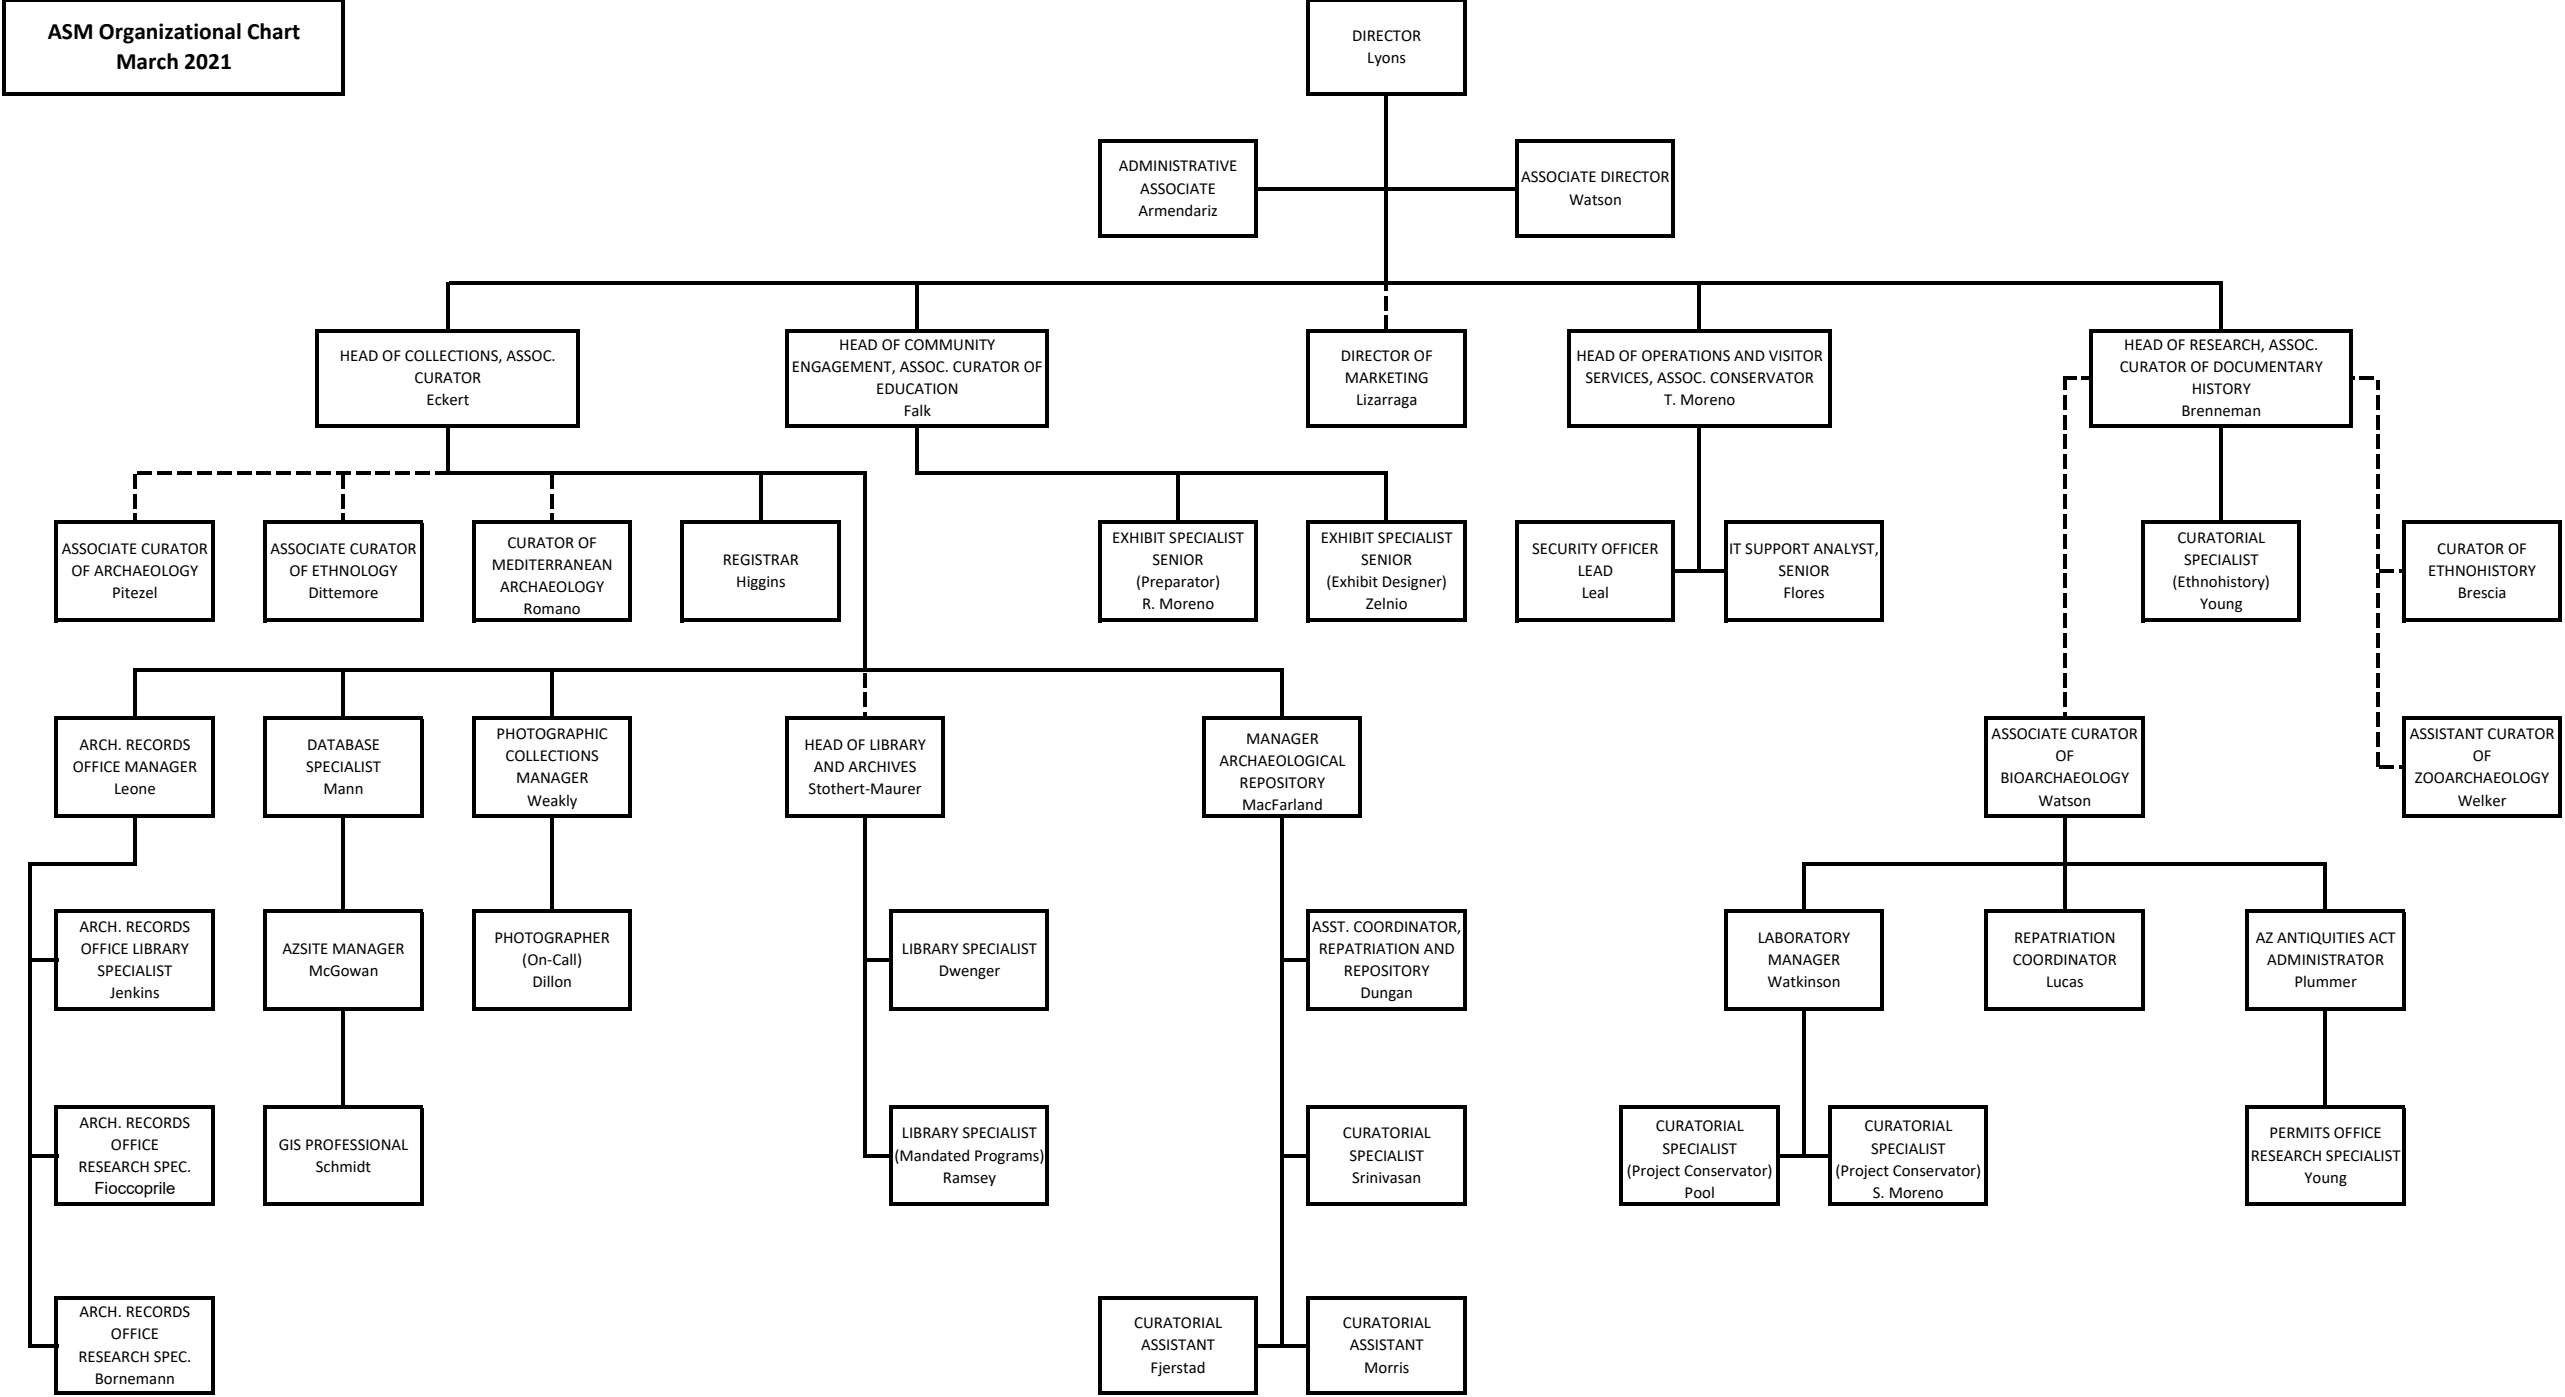 ASM Organizational Chart
March 2021
DIRECTOR
Lyons
ADMINISTRATIVE
ASSOCIATE
Armendariz
ASSOCIATE DIRECTOR
Watson
HEAD OF COLLECTIONS, ASSOC.
CURATOR
Eckert
HEAD OF COMMUNITY
ENGAGEMENT, ASSOC. CURATOR OF
EDUCATION
Falk
DIRECTOR OF
MARKETING
Lizarraga
HEAD OF OPERATIONS AND VISITOR
SERVICES, ASSOC. CONSERVATOR
T. Moreno
HEAD OF RESEARCH, ASSOC.
CURATOR OF DOCUMENTARY
HISTORY
Brenneman
ASSOCIATE CURATOR
OF ARCHAEOLOGY
Pitezel
ASSOCIATE CURATOR
OF ETHNOLOGY
Dittemore
CURATOR OF
MEDITERRANEAN
ARCHAEOLOGY
Romano
REGISTRAR
Higgins
EXHIBIT SPECIALIST
SENIOR
(Preparator)
R. Moreno
EXHIBIT SPECIALIST
SENIOR
(Exhibit Designer)
Zelnio
SECURITY OFFICER
LEAD
Leal
IT SUPPORT ANALYST,
SENIOR
Flores
CURATORIAL
SPECIALIST
(Ethnohistory)
Young
CURATOR OF
ETHNOHISTORY
Brescia
ARCH. RECORDS
OFFICE MANAGER
Leone
DATABASE
SPECIALIST
Mann
PHOTOGRAPHIC
COLLECTIONS
MANAGER
Weakly
HEAD OF LIBRARY
AND ARCHIVES
Stothert-Maurer
MANAGER
ARCHAEOLOGICAL
REPOSITORY
MacFarland
ASSOCIATE CURATOR
OF
BIOARCHAEOLOGY
Watson
ASSISTANT CURATOR
OF
ZOOARCHAEOLOGY
Welker
ARCH. RECORDS
OFFICE LIBRARY
SPECIALIST
Jenkins
AZSITE MANAGER
McGowan
PHOTOGRAPHER
(On-Call)
Dillon
LIBRARY SPECIALIST
Dwenger
ASST. COORDINATOR,
REPATRIATION AND
REPOSITORY
Dungan
LABORATORY
MANAGER
Watkinson
REPATRIATION
COORDINATOR
Lucas
AZ ANTIQUITIES ACT
ADMINISTRATOR
Plummer
ARCH. RECORDS
OFFICE
RESEARCH SPEC.
Fioccoprile
GIS PROFESSIONAL
Schmidt
LIBRARY SPECIALIST
(Mandated Programs)
Ramsey
CURATORIAL
SPECIALIST
Srinivasan
CURATORIAL
SPECIALIST
(Project Conservator)
Pool
CURATORIAL
SPECIALIST
(Project Conservator)
S. Moreno
PERMITS OFFICE
RESEARCH SPECIALIST
Young
ARCH. RECORDS
OFFICE
RESEARCH SPEC.
Bornemann
CURATORIAL
ASSISTANT
Fjerstad
CURATORIAL
ASSISTANT
Morris